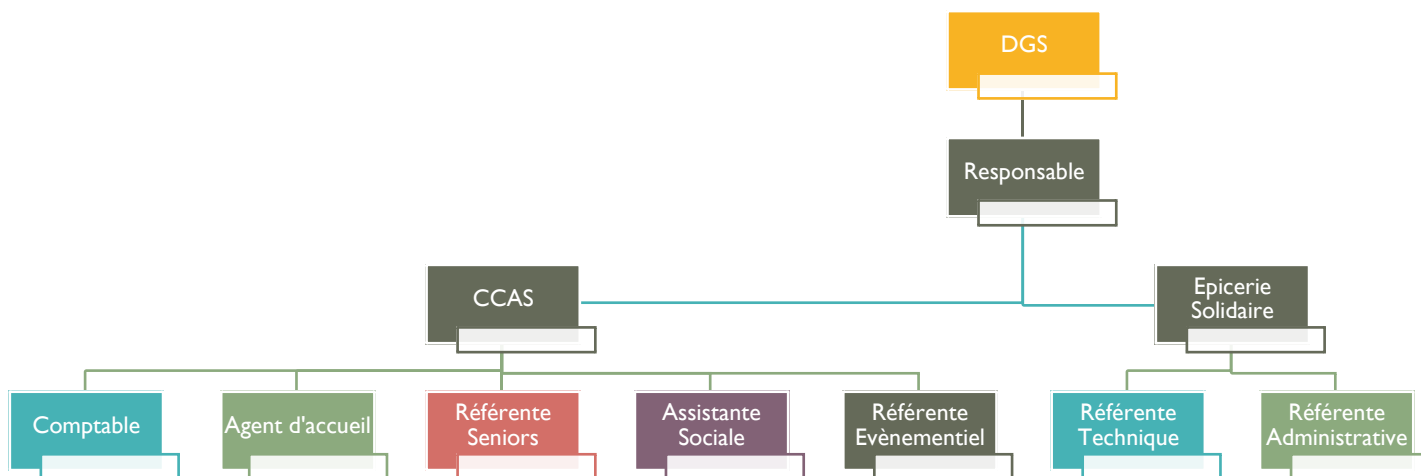 DGS
Responsable
CCAS
Epicerie
Solidaire
Comptable
Agent d'accueil
Référente
Seniors
Assistante
Sociale
Référente
Evènementiel
Référente
Technique
Référente
Administrative